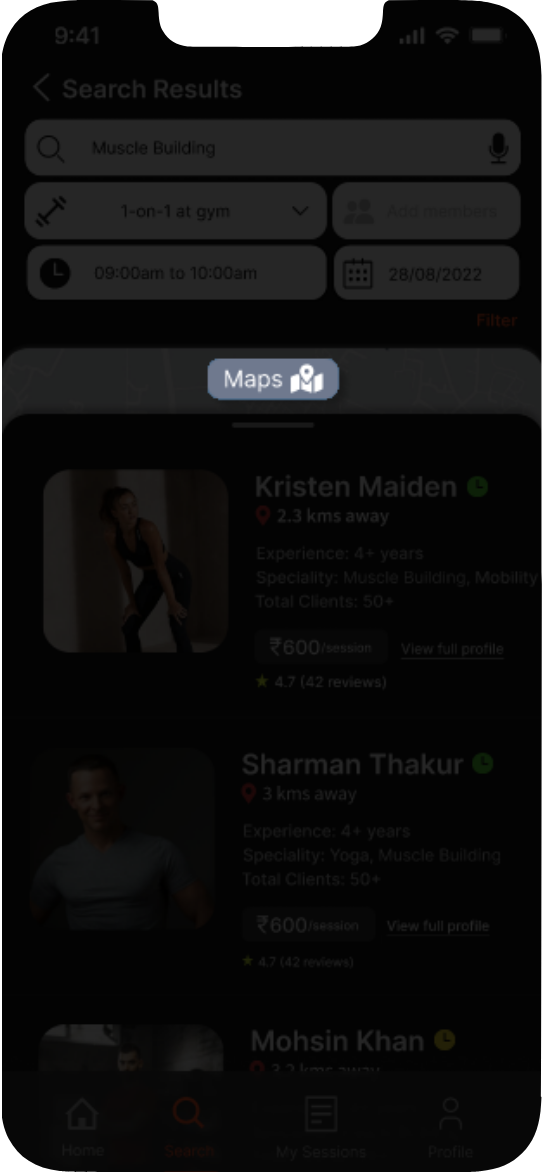 9:41
Search Results
Muscle Building
1-on-1 at gym
Add members
09:00am to 10:00am
28/08/2022
Filter
Maps
Kristen Maiden
2.3 kms away
Experience: 4+ years
Speciality: Muscle Building, Mobility
Total Clients: 50+
₹600/session
View full profile
4.7 (42 reviews)
Sharman Thakur
3 kms away
Experience: 4+ years
Speciality: Yoga, Muscle Building
Total Clients: 50+
₹600/session
View full profile
4.7 (42 reviews)
Mohsin Khan
3.2 kms away
Home
Search
My Sessions
Profile